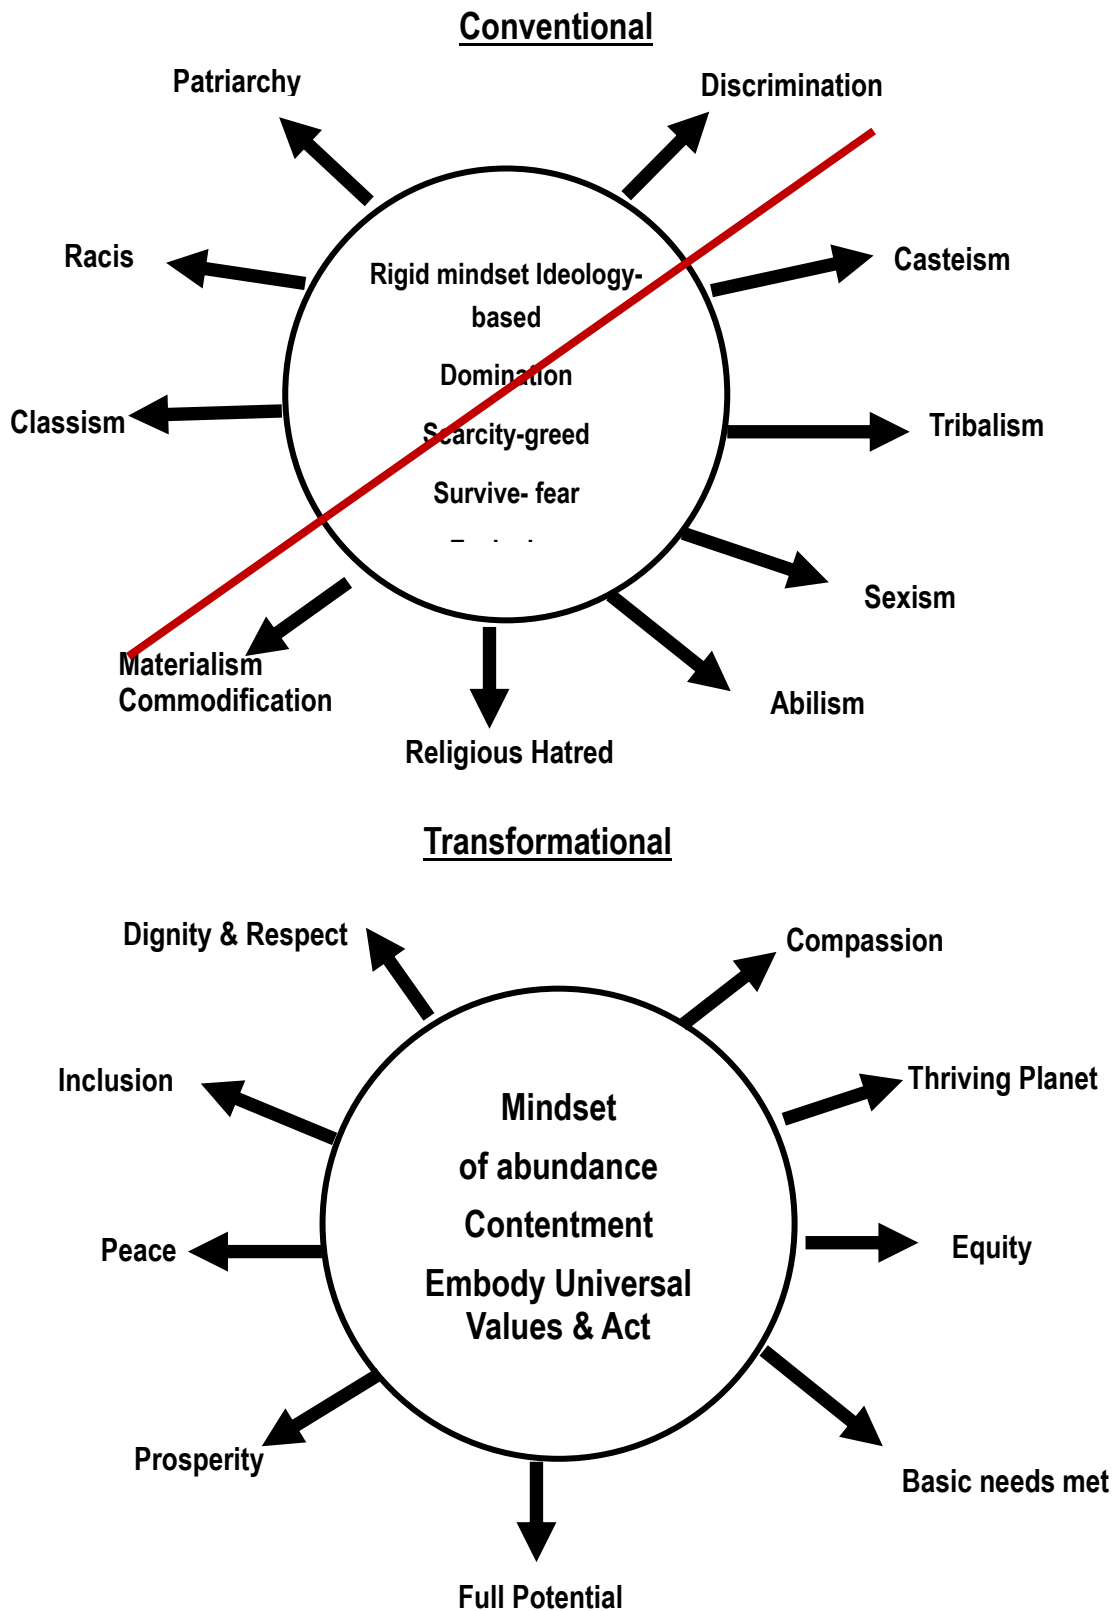 Conventional
Patriarchy
Discrimination
Racis
Casteism
Rigid mindset Ideology-
based
Domination
Classism
Scarcity-greed
Tribalism
Survive- fear
Sexism
Materialism
Commodification
Abilism
Religious Hatred
Transformational
Dignity & Respect
Compassion
Inclusion
Thriving Planet
Mindset
of abundance
Contentment
Peace
Equity
Embody Universal
Values & Act
Prosperity
Basic needs met
Full Potential